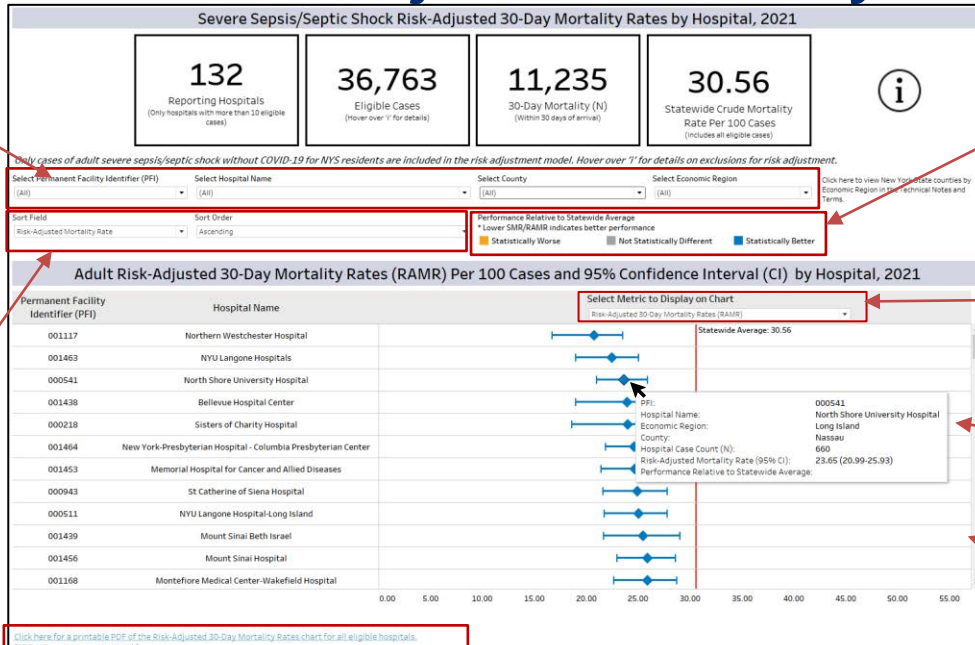 Severe Sepsis/Septic Shock Risk-Adjusted 30-Day Mortality Rates by Hospital, 2021
132
Reporting Hospitals
(Only hospitals with more than 10 eligible
cases)
36,763
Eligible Cases
(Hover over 'i' for details)
11,235
30-Day Mortality (N)
(Within 30 days of arrival)
30.56
Statewide Crude Mortality
Rate Per 100 Cases
(Includes all eligible cases)
i
Only cases of adult severe sepsis/septic shock without COVID-19 for NYS residents are included in the risk adjustment model. Hover over 'i' for details on exclusions for risk adjustment.
Select Permanent Facility Identifier (PFI)
(All)
Select Hospital Name
(All)
Select County
(All)
Select Economic Region
(All)
Click here to view New York State counties by
Economic Region in the Technical Notes and
Terms.
Sort Field
Risk-Adjusted Mortality Rate
Sort Order
Ascending
Performance Relative to Statewide Average
* Lower SMR/RAMR indicates better performance
Statistically Worse Not Statistically Different Statistically Better
Adult Risk-Adjusted 30-Day Mortality Rates (RAMR) Per 100 Cases and 95% Confidence Interval (CI) by Hospital, 2021
Permanent Facility
Identifier (PFI)
Hospital Name
Select Metric to Display on Chart
Risk-Adjusted 30-Day Mortality Rates (RAMR)
Statewide Average: 30.56
001117 Northern Westchester Hospital
001463 NYU Langone Hospitals
000541 North Shore University Hospital
001438 Bellevue Hospital Center
000218 Sisters of Charity Hospital
001464 New York-Presbyterian Hospital - Columbia Presbyterian Center
001453 Memorial Hospital for Cancer and Allied Diseases
000943 St Catherine of Siena Hospital
000511 NYU Langone Hospital-Long Island
001439 Mount Sinai Beth Israel
001456 Mount Sinai Hospital
001168 Montefiore Medical Center-Wakefield Hospital
PFI: 000541
Hospital Name: North Shore University Hospital
Economic Region: Long Island
County: Nassau
Hospital Case Count (N): 660
Risk-Adjusted Mortality Rate (95% CI): 23.65 (20.99-25.93)
Performance Relative to Statewide Average:
0.00 5.00 10.00 15.00 20.00 25.00 30.00 35.00 40.00 45.00 50.00 55.00
Click here for a printable PDF of the Risk-Adjusted 30-Day Mortality Rates chart for all eligible hospitals.